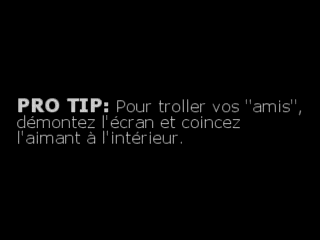 PRO TIP: Pour troller vos "amis",
démontez l'écran et coincez
l'aimant à l'intérieur.